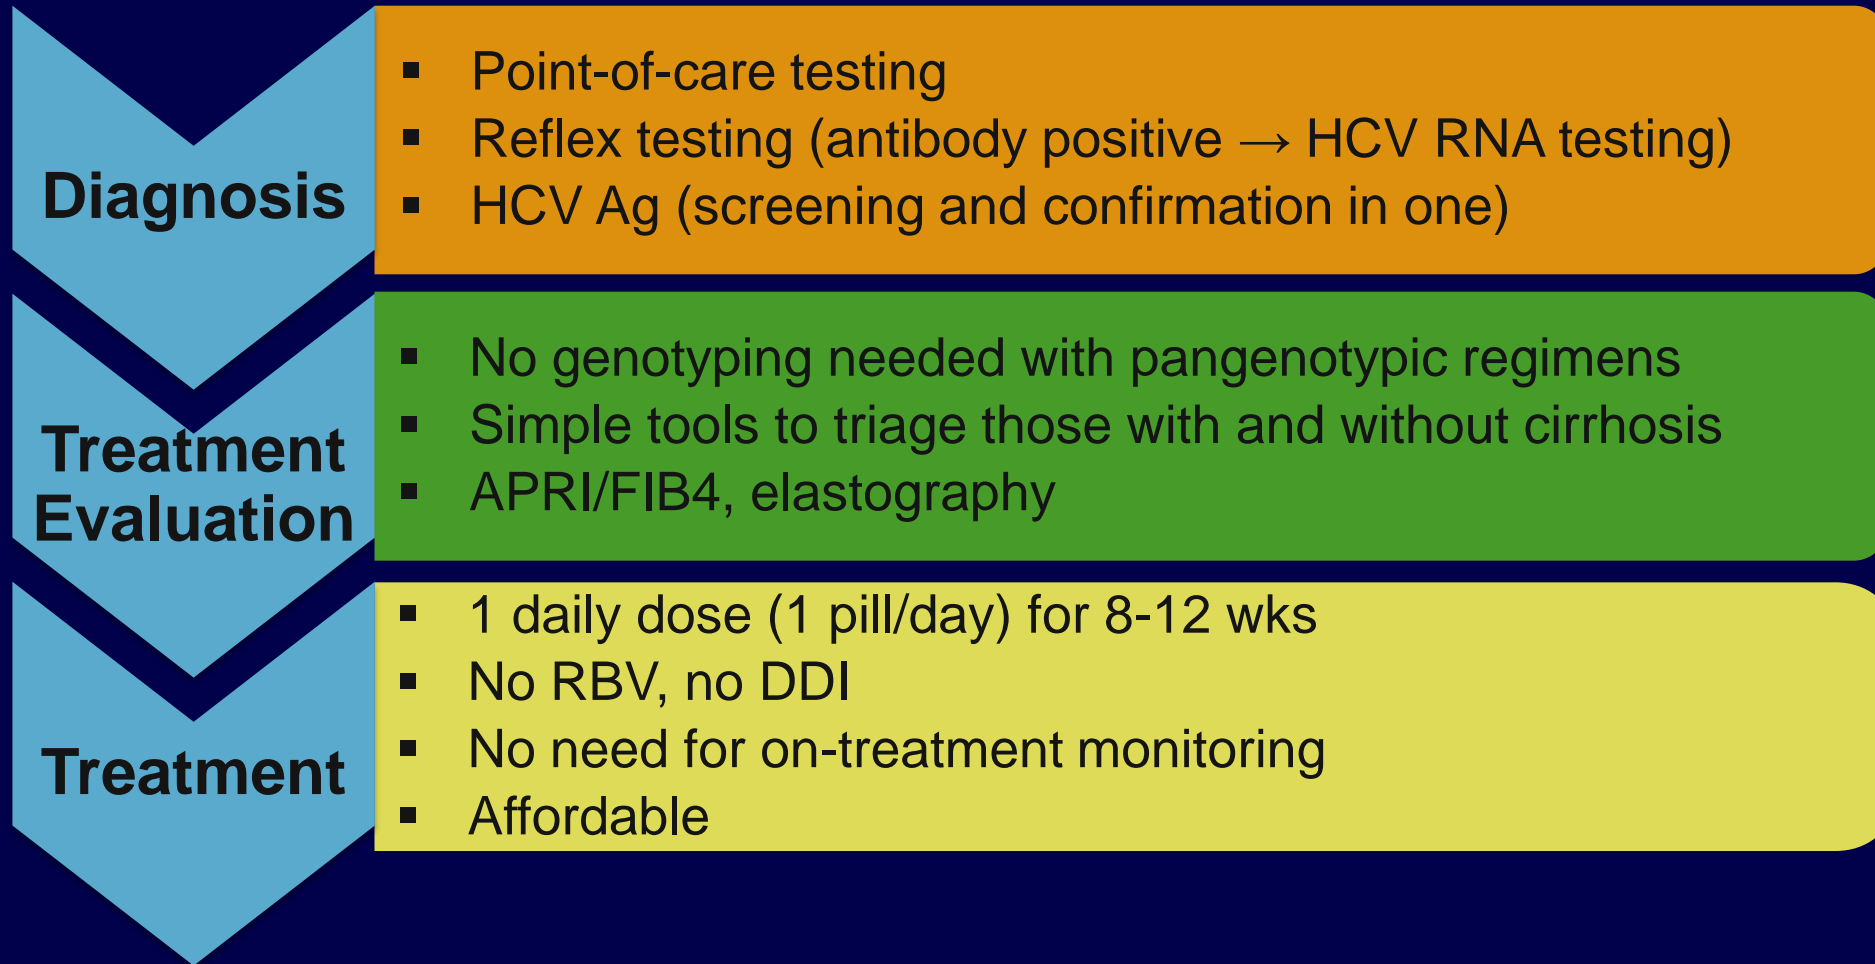 Diagnosis
▪ Point-of-care testing
▪ Reflex testing (antibody positive → HCV RNA testing)
▪ HCV Ag (screening and confirmation in one)
Treatment
Evaluation
▪ No genotyping needed with pangenotypic regimens
▪ Simple tools to triage those with and without cirrhosis
▪ APRI/FIB4, elastography
Treatment
▪ 1 daily dose (1 pill/day) for 8-12 wks
▪ No RBV, no DDI
▪ No need for on-treatment monitoring
▪ Affordable